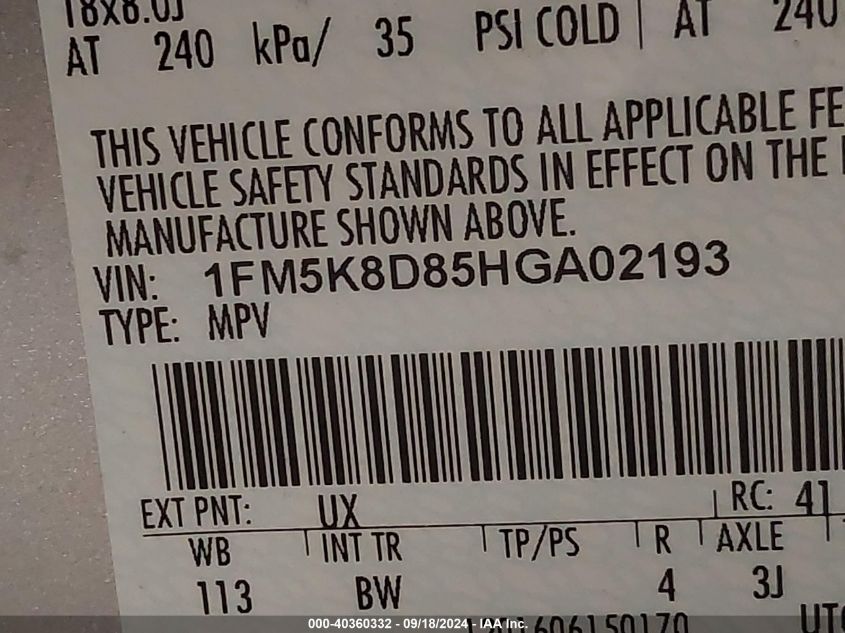 18x8.0J
AT 240 kPa/ 35 PSI COLD AT 240
THIS VEHICLE CONFORMS TO ALL APPLICABLE FE
VEHICLE SAFETY STANDARDS IN EFFECT ON THE
MANUFACTURE SHOWN ABOVE.
VIN: 1FM5K8D85HGA02193
TYPE: MPV
EXT PNT: UX RC: 41
WB INT TR TP/PS R AXLE
113 BW 4 3J
000-40360332 - 09/18/2024 - IAA Inc.